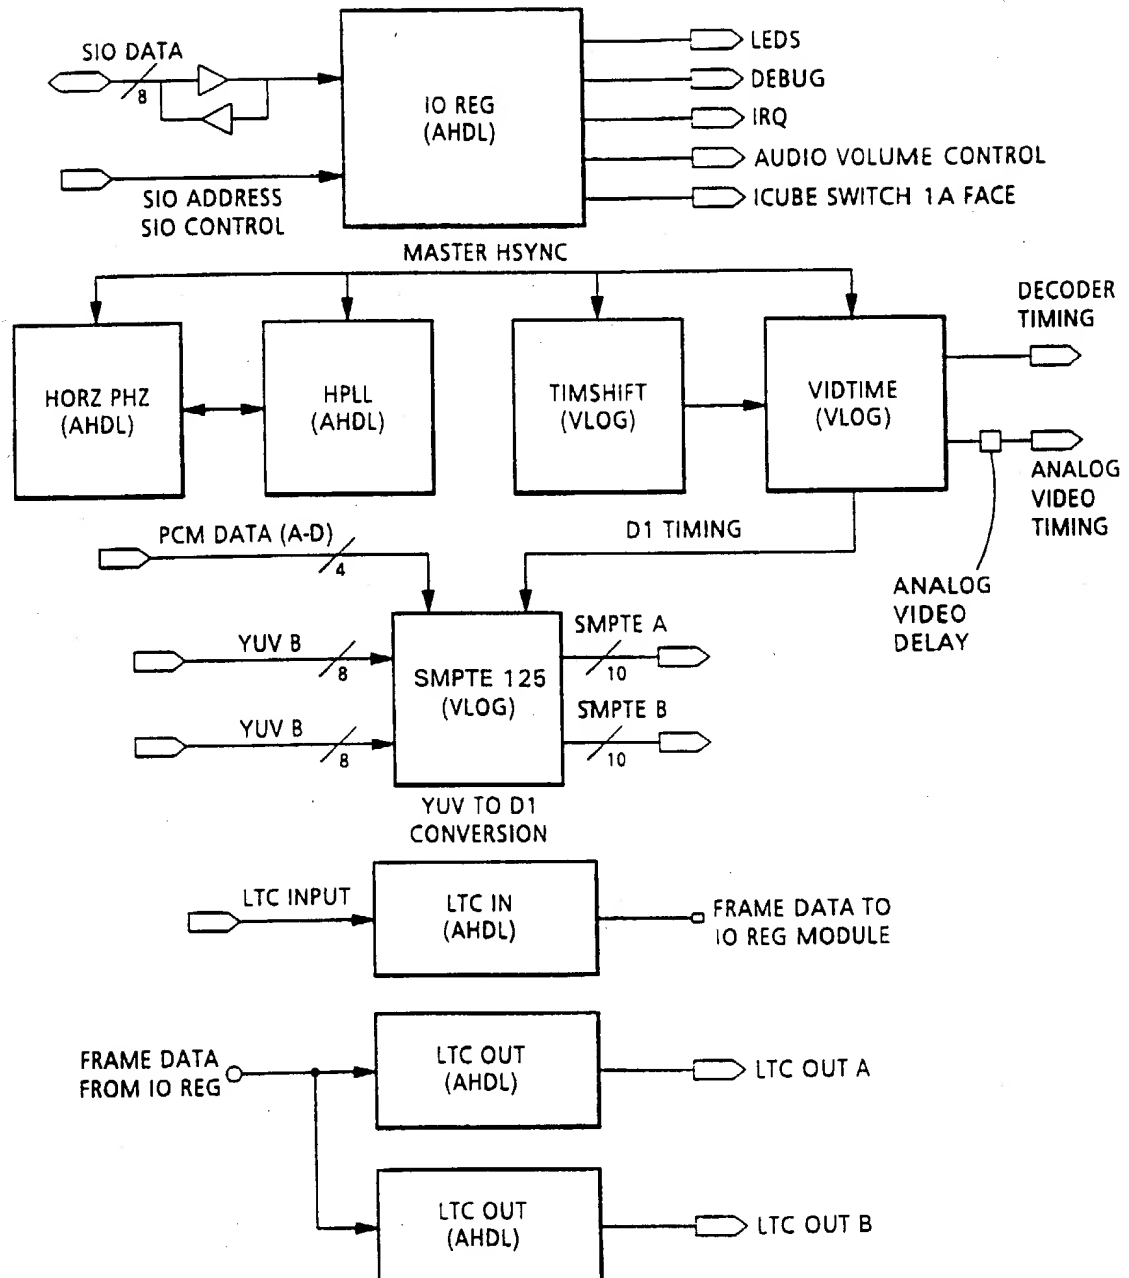 SIO DATA
8
IO REG
(AHDL)
LEDS
DEBUG
IRQ
AUDIO VOLUME CONTROL
ICUBE SWITCH 1A FACE
SIO ADDRESS
SIO CONTROL
MASTER HSYNC
HORZ PHZ
(AHDL)
HPLL
(AHDL)
TIMSHIFT
(VLOG)
VIDTIME
(VLOG)
DECODER
TIMING
ANALOG
VIDEO
TIMING
ANALOG
VIDEO
DELAY
PCM DATA (A-D)
4
D1 TIMING
YUV B
8
YUV B
8
SMPTE 125
(VLOG)
SMPTE A
10
SMPTE B
10
YUV TO D1
CONVERSION
LTC INPUT
LTC IN
(AHDL)
FRAME DATA TO
IO REG MODULE
FRAME DATA
FROM IO REG
LTC OUT
(AHDL)
LTC OUT A
LTC OUT
(AHDL)
LTC OUT B